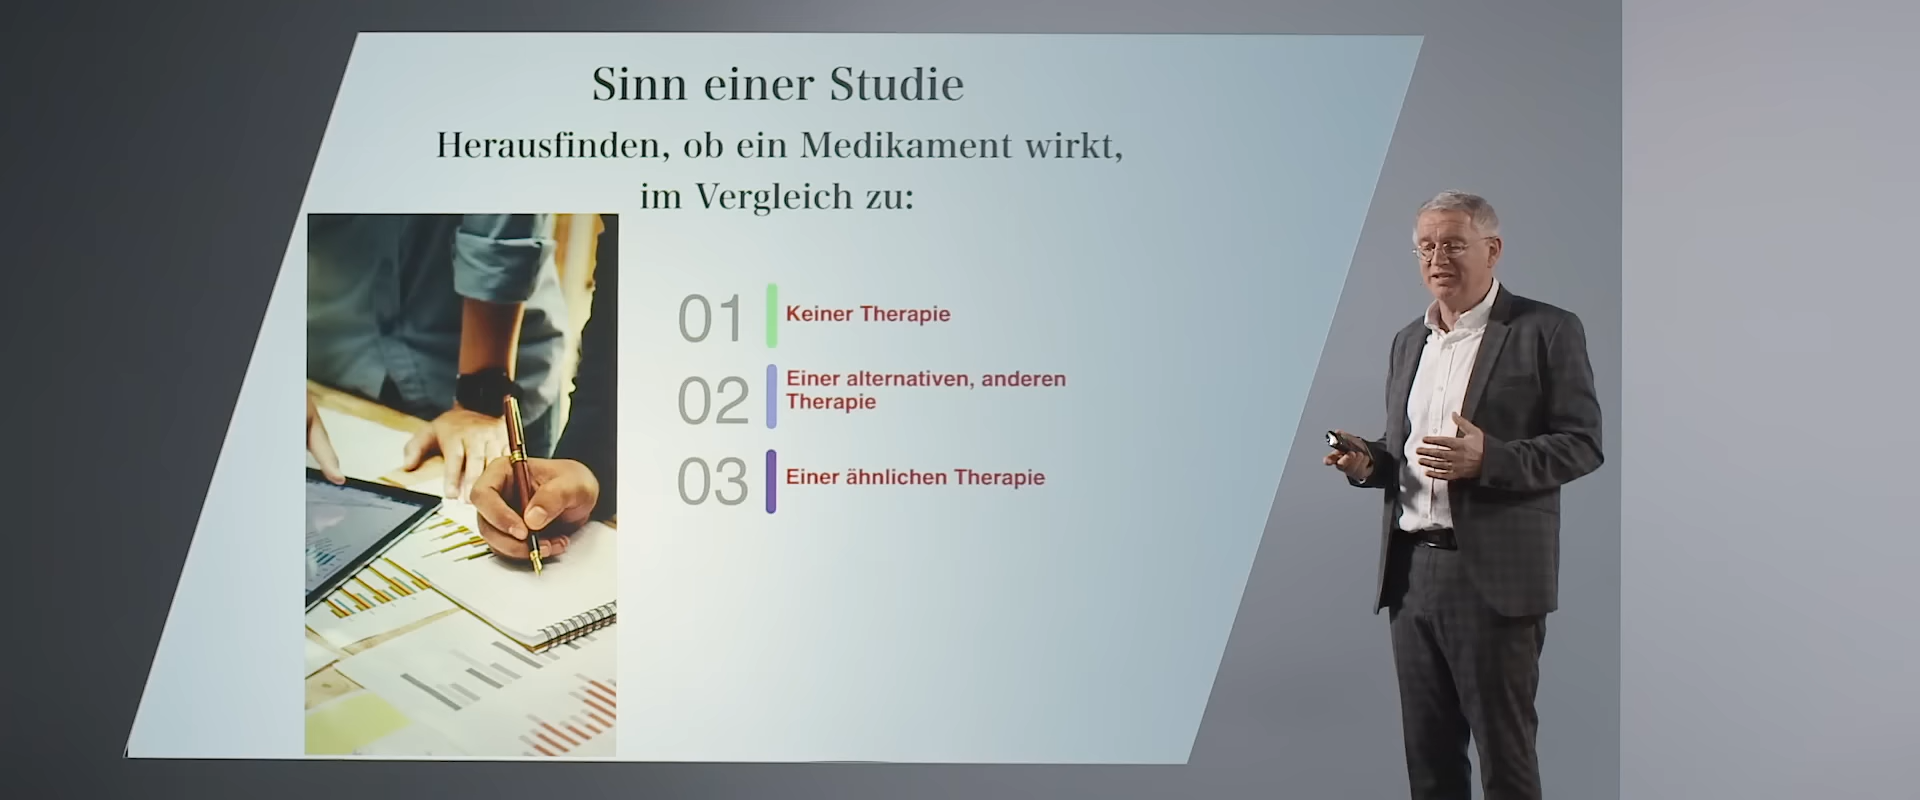 Sinn einer Studie
Herausfinden, ob ein Medikament wirkt,
im Vergleich zu:
01 Keiner Therapie
02 Einer alternativen, anderen
Therapie
03 Einer ähnlichen Therapie